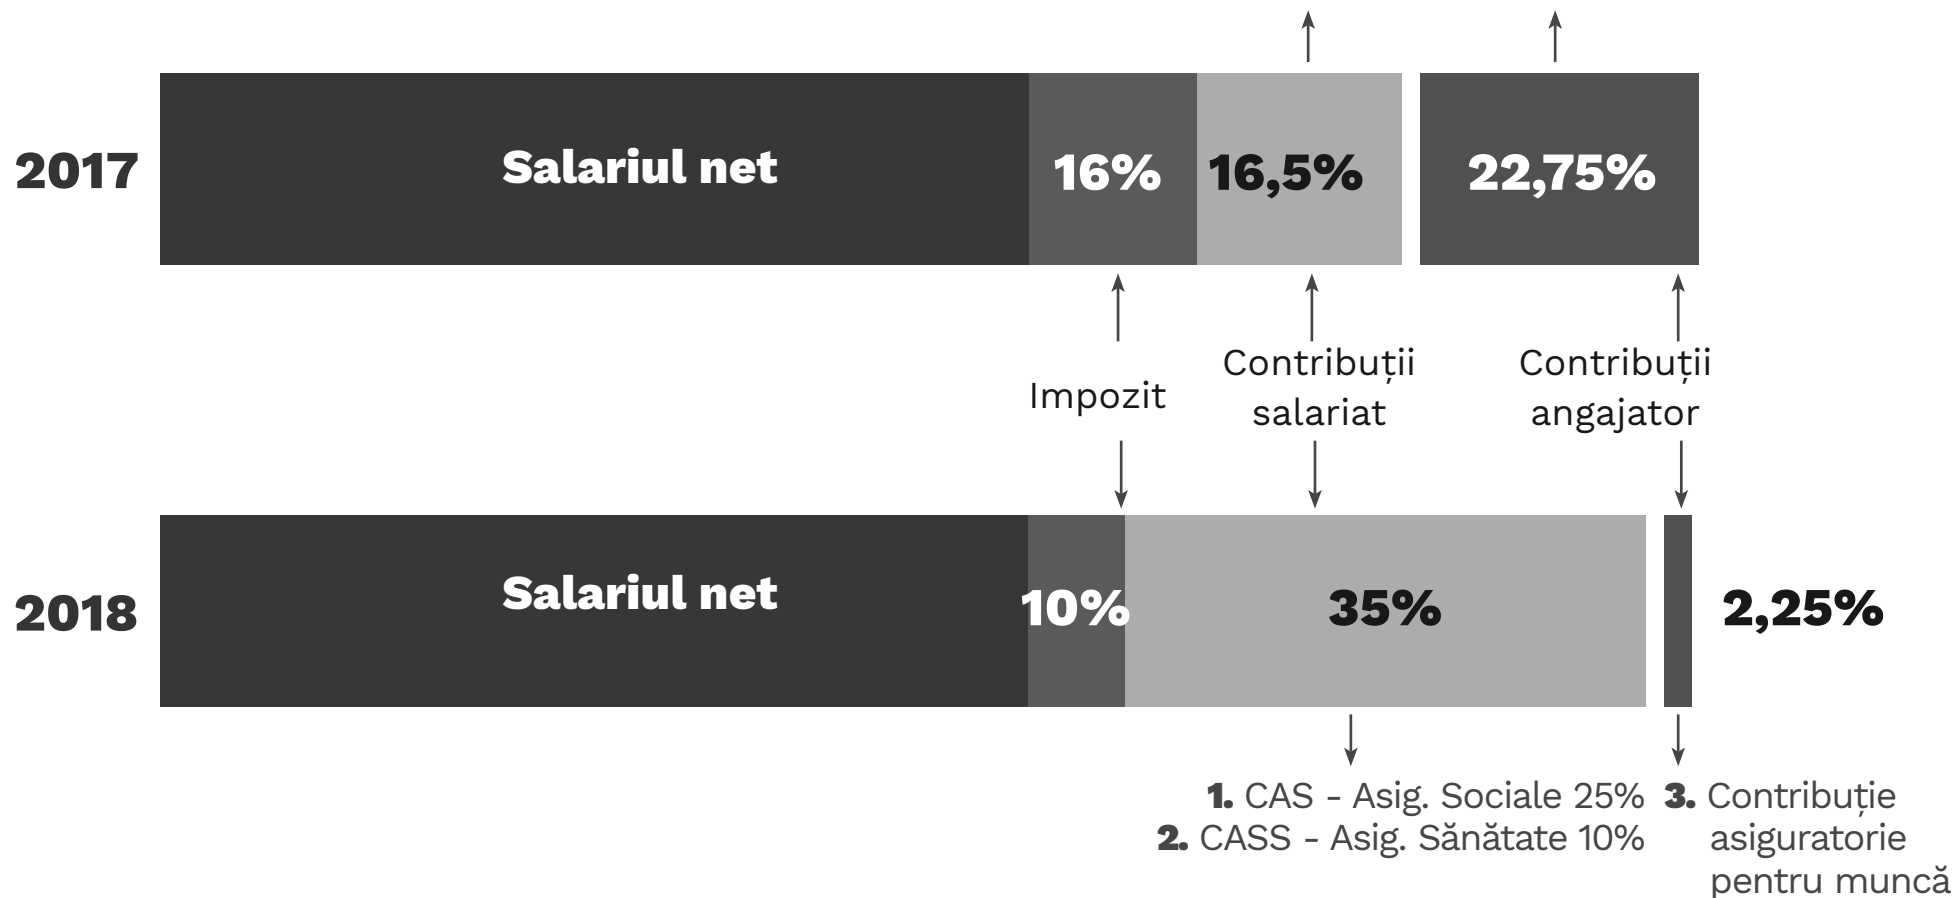 2017
Salariul net
16%
16,5%
22,75%
Impozit
Contribuții
salariat
Contribuții
angajator
2018
Salariul net
10%
35%
2,25%
1. CAS - Asig. Sociale 25%
2. CASS - Asig. Sănătate 10%
3. Contribuție
asiguratorie
pentru muncă